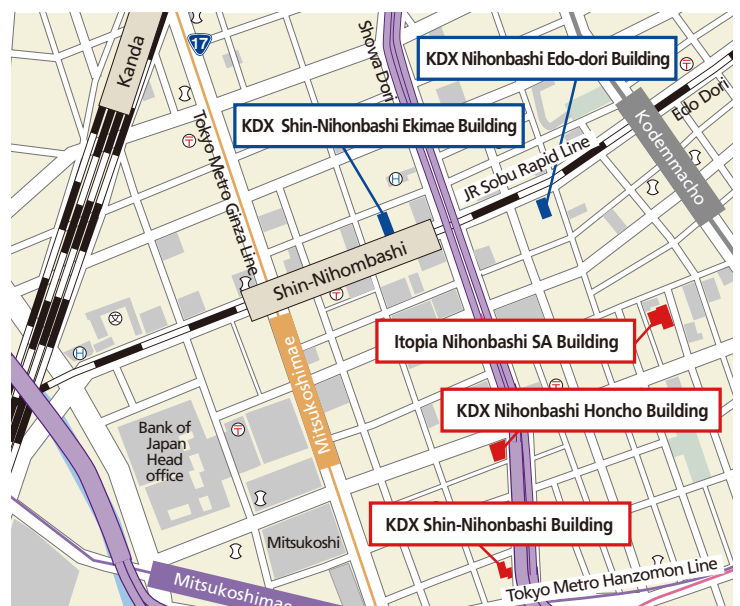 17
Kanda
Showa Dori
KDX Nihonbashi Edo-dori Building
Edo Dori
KDX Shin-Nihonbashi Ekimae Building
Kodemmacho
Tokyo Metro Ginza Line
H
JR Sobu Rapid Line
Shin-Nihombashi
文
H
Itopia Nihonbashi SA Building
Mitsukoshimae
KDX Nihonbashi Honcho Building
Bank of
Japan
Head
office
KDX Shin-Nihonbashi Building
Mitsukoshi
Mitsukoshimae
Tokyo Metro Hanzomon Line